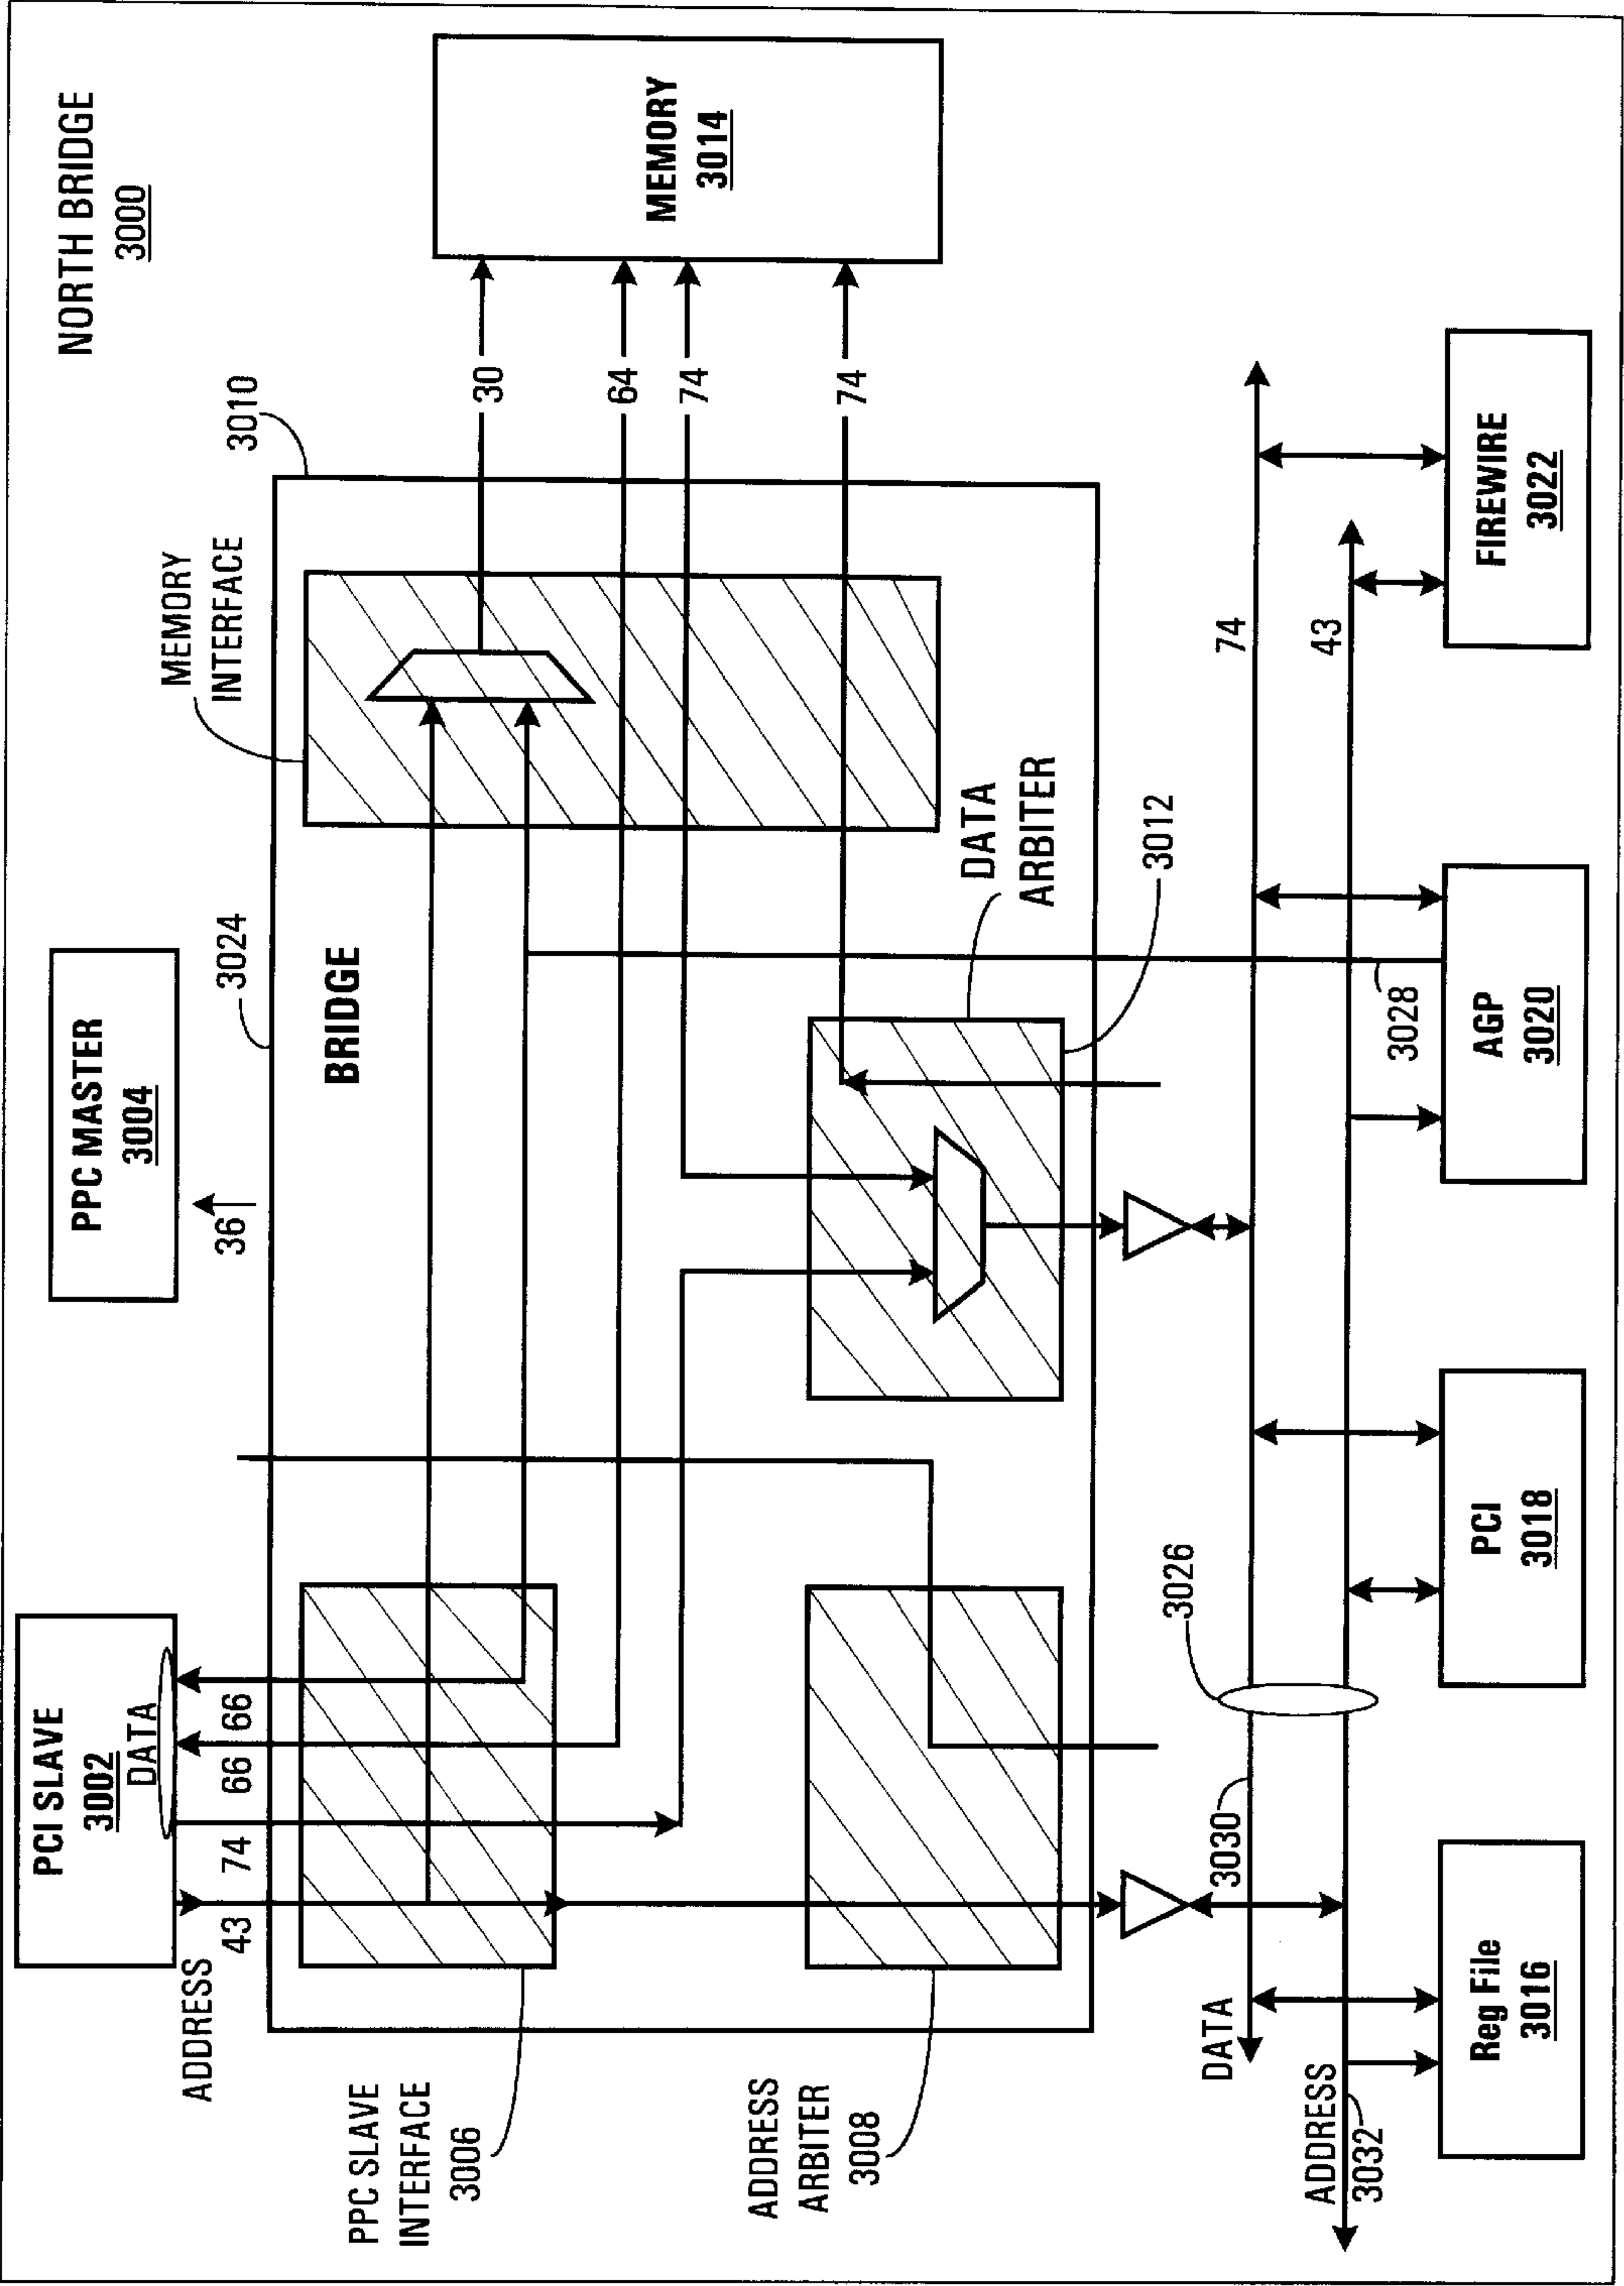 NORTH BRIDGE
3000
PCI SLAVE
3002
DATA
PPC MASTER
3004
ADDRESS
43
74
66
66
36
3024
3010
MEMORY
INTERFACE
BRIDGE
30
64
74
74
MEMORY
3014
PPC SLAVE
INTERFACE
3006
ADDRESS
ARBITER
3008
DATA
ARBITER
3012
DATA
3030
3026
74
ADDRESS
3032
43
3028
Reg File
3016
PCI
3018
AGP
3020
FIREWIRE
3022